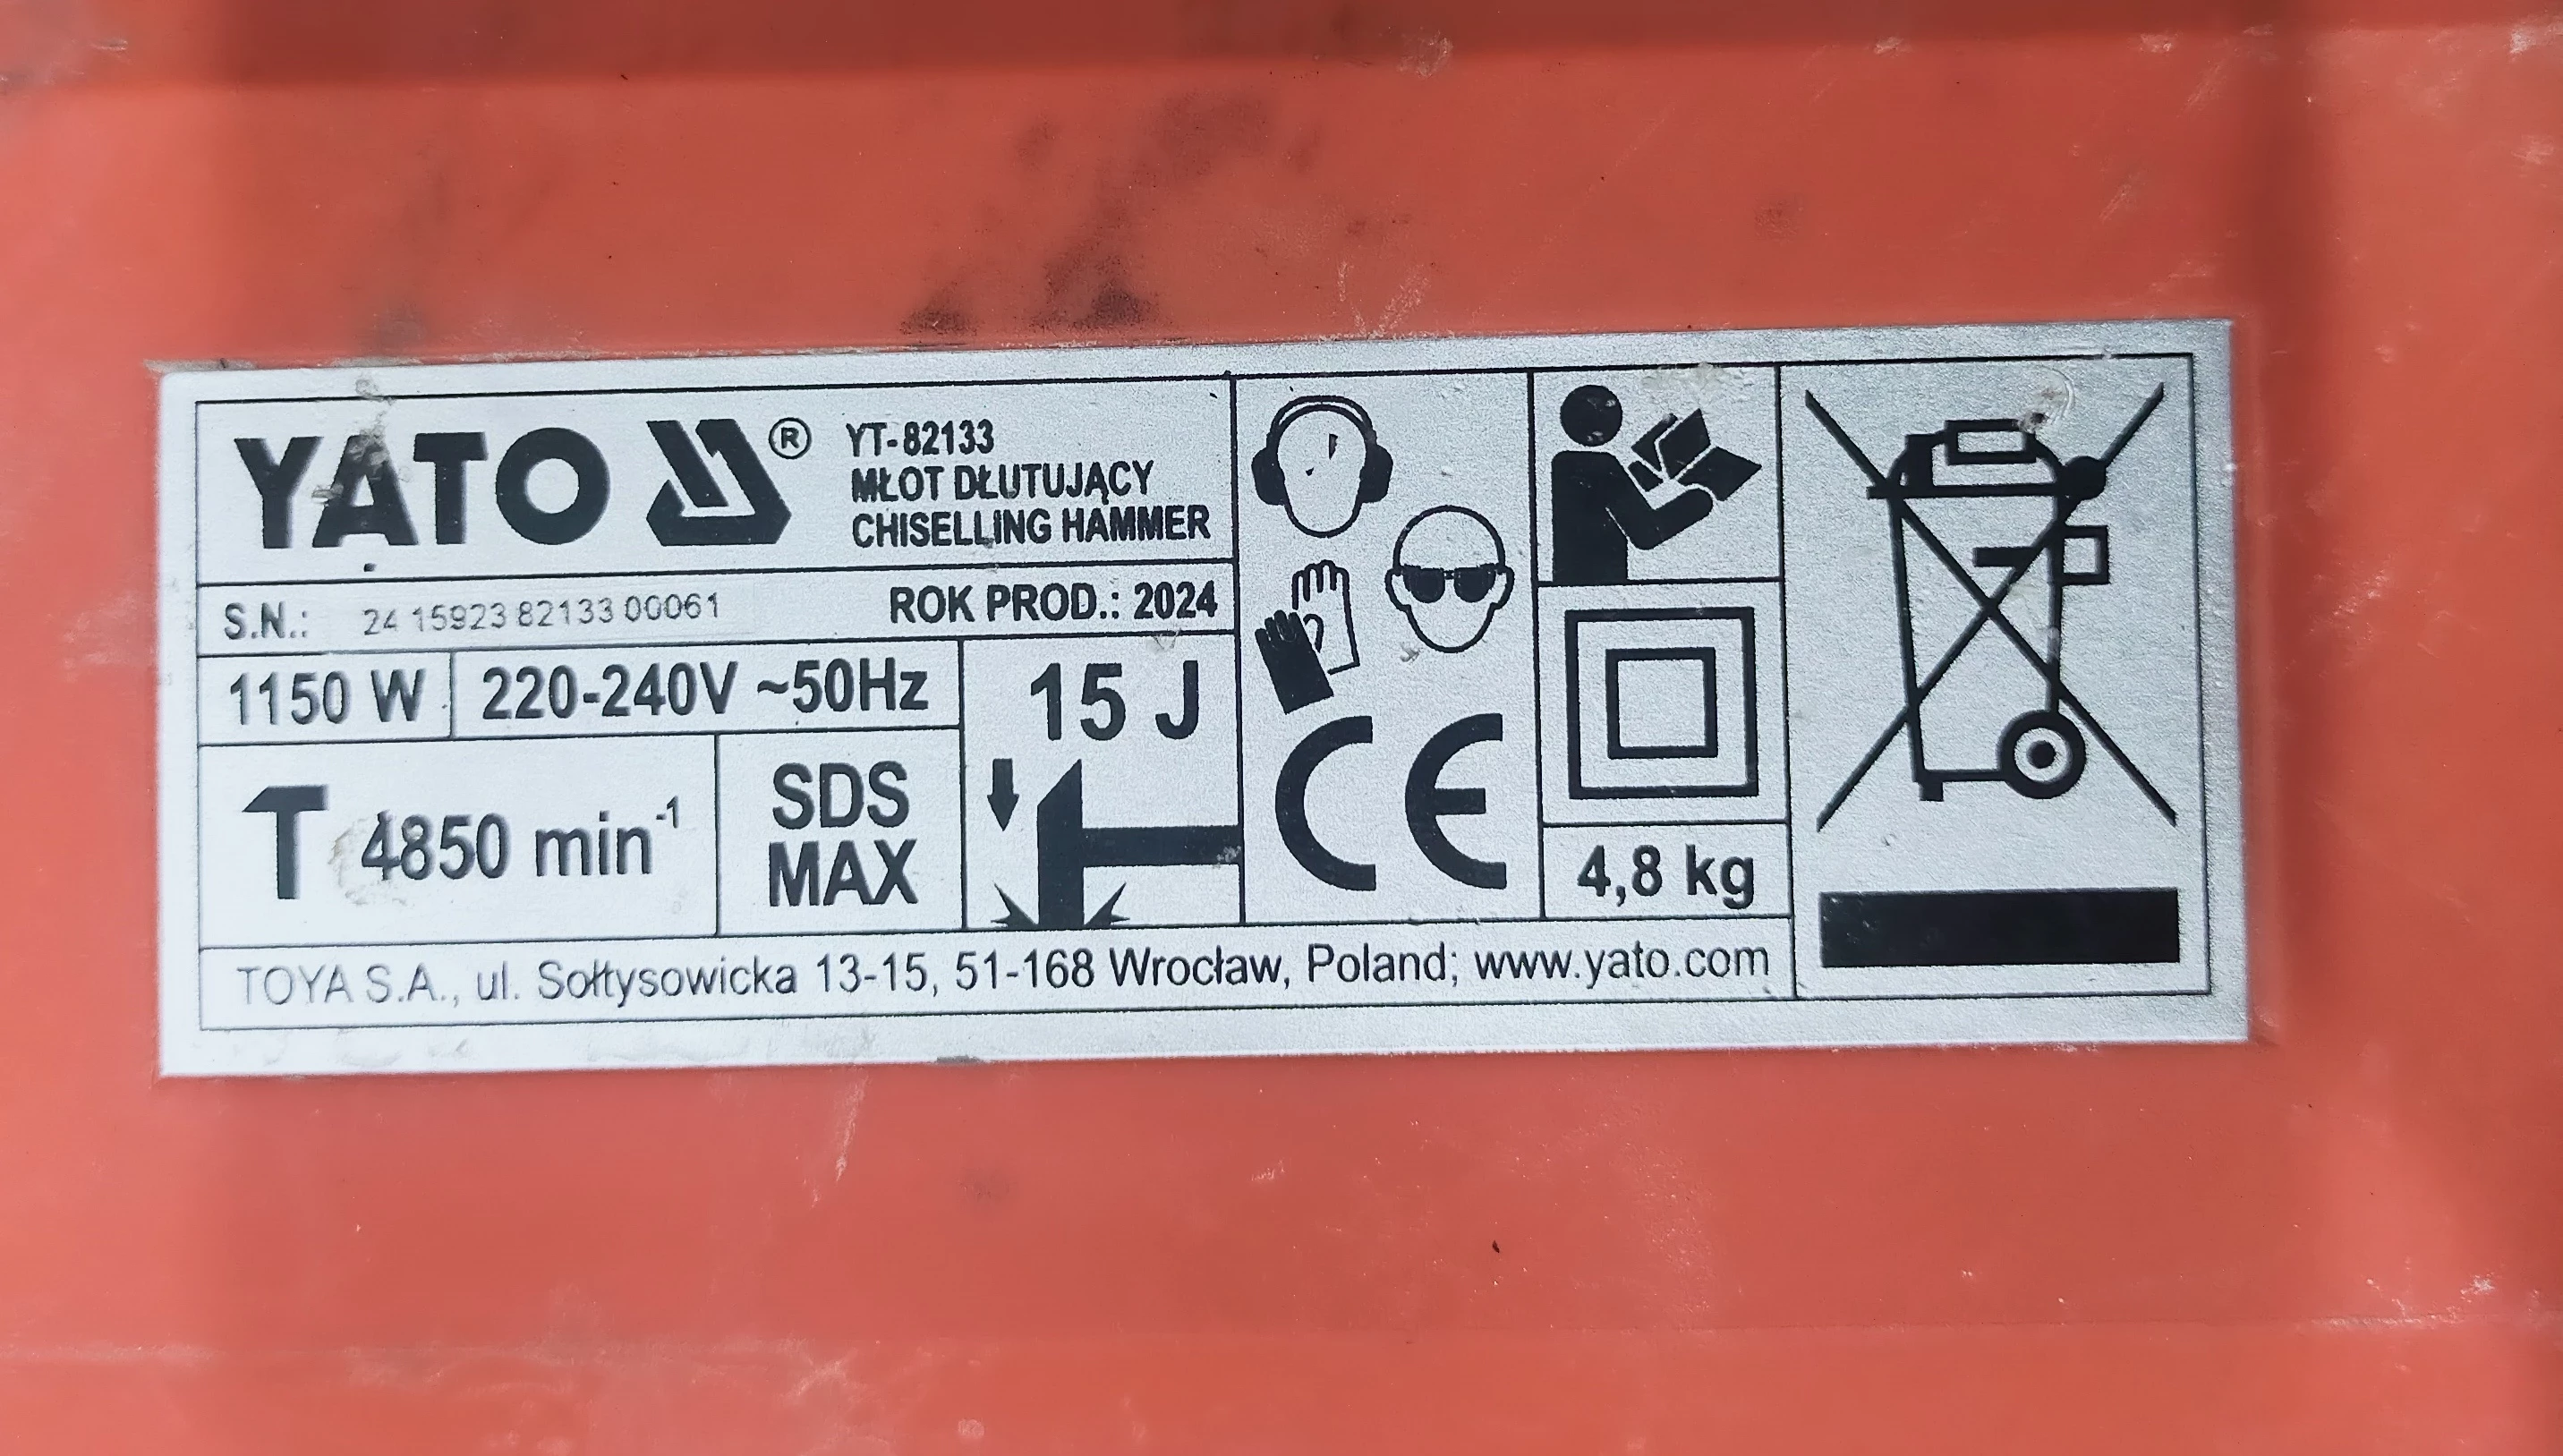 YATO ®
YT-82133
MŁOT DŁUTUJĄCY
CHISELLING HAMMER
S.N.: 24 15923 82133 00061
ROK PROD.: 2024
1150 W
220-240V ~50Hz
15 J
T 4850 min⁻¹
SDS
MAX
CE
4,8 kg
TOYA S.A., ul. Sołtysowicka 13-15, 51-168 Wrocław, Poland; www.yato.com